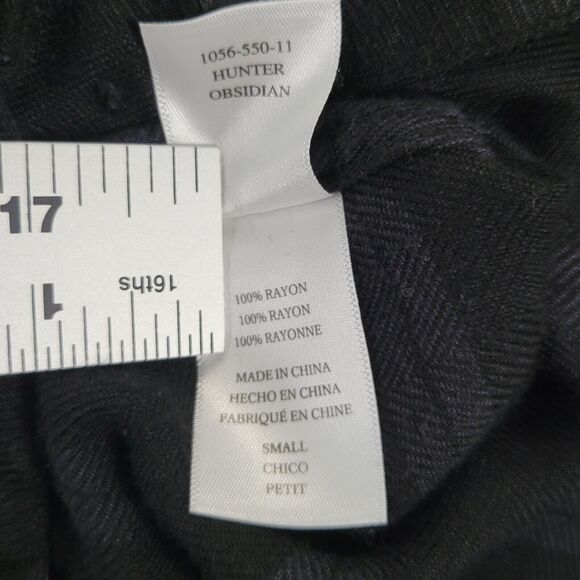 1056-550-11
HUNTER
OBSIDIAN
17
16ths
1
100% RAYON
100% RAYON
100% RAYONNE
MADE IN CHINA
HECHO EN CHINA
FABRIQUÉ EN CHINE
SMALL
CHICO
PETIT